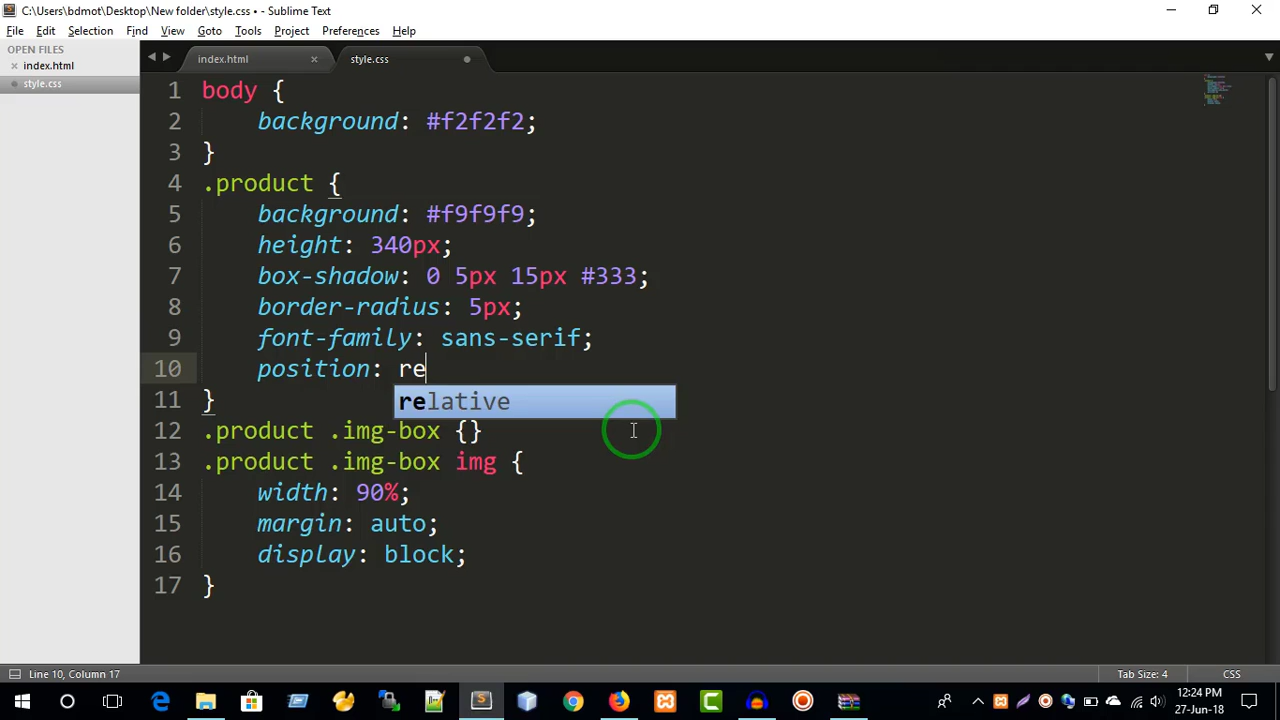 C:\Users\bdmot\Desktop\New folder\style.css • - Sublime Text
File Edit Selection Find View Goto Tools Project Preferences Help
OPEN FILES
index.html
style.css
index.html
style.css
1 body {
2 background: #f2f2f2;
3 }
4 .product {
5 background: #f9f9f9;
6 height: 340px;
7 box-shadow: 0 5px 15px #333;
8 border-radius: 5px;
9 font-family: sans-serif;
10 position: re
relative
11 }
12 .product .img-box {}
13 .product .img-box img {
14 width: 90%;
15 margin: auto;
16 display: block;
17 }
Line 10, Column 17
Tab Size: 4
CSS
12:24 PM
27-Jun-18